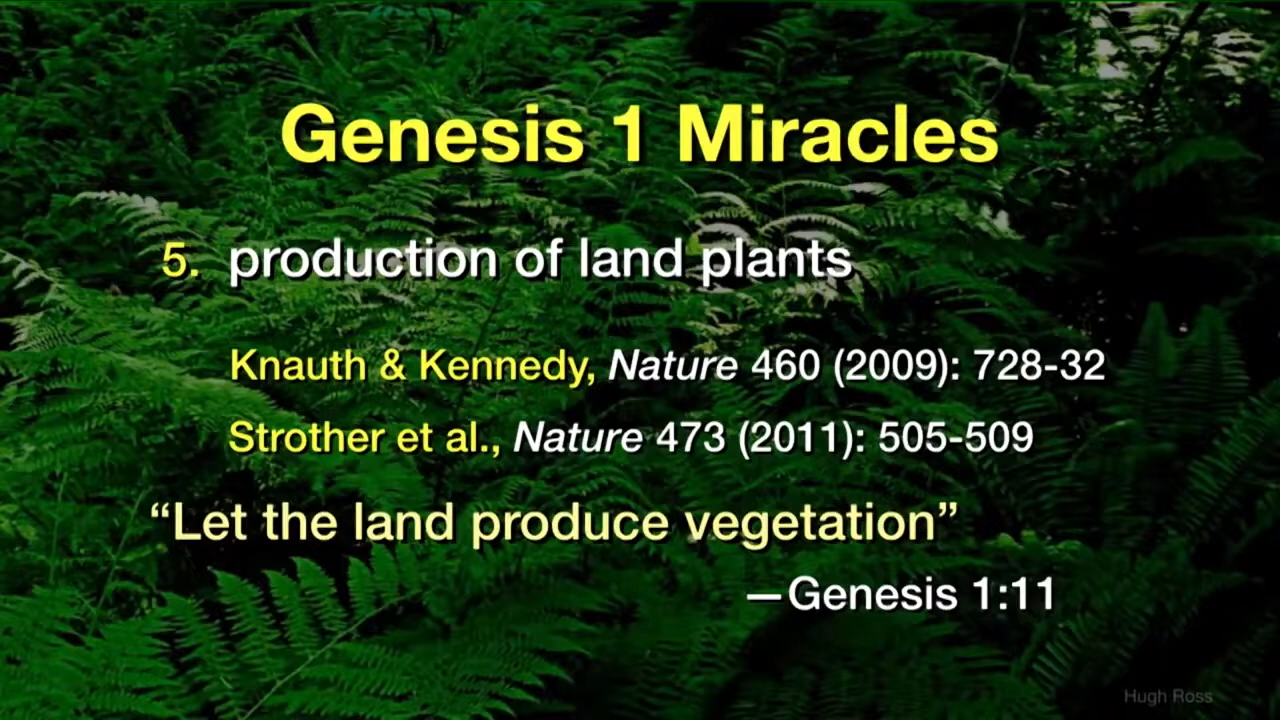 Genesis 1 Miracles
5. production of land plants
Knauth & Kennedy, Nature 460 (2009): 728-32
Strother et al., Nature 473 (2011): 505-509
“Let the land produce vegetation”
—Genesis 1:11
Hugh Ross